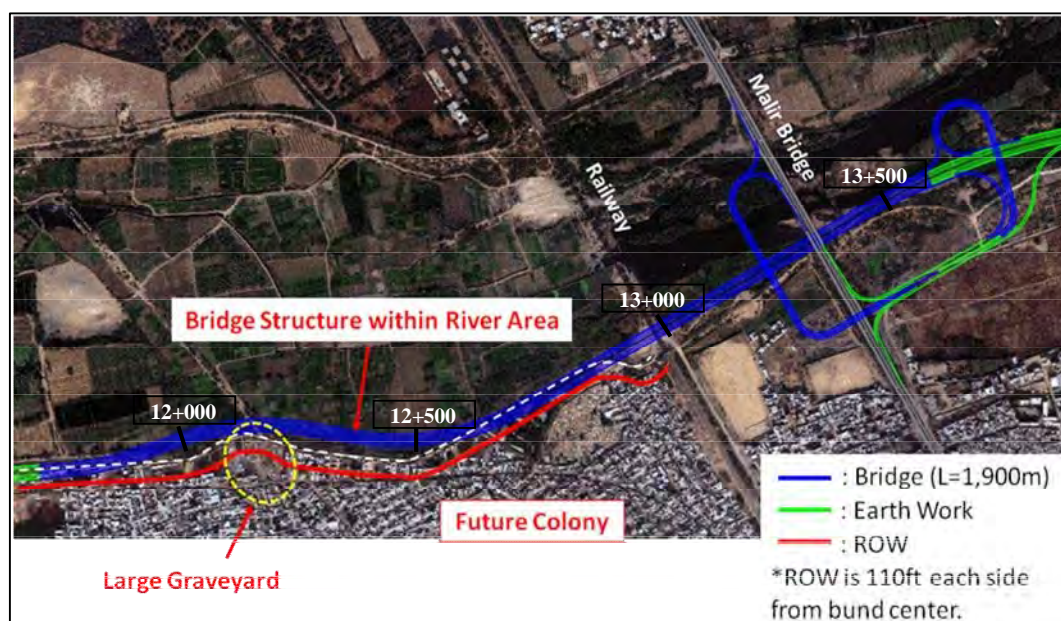 Malir Bridge
Railway
13+500
13+000
Bridge Structure within River Area
12+000
12+500
Future Colony
Large Graveyard
: Bridge (L=1,900m)
: Earth Work
: ROW
*ROW is 110ft each side
from bund center.